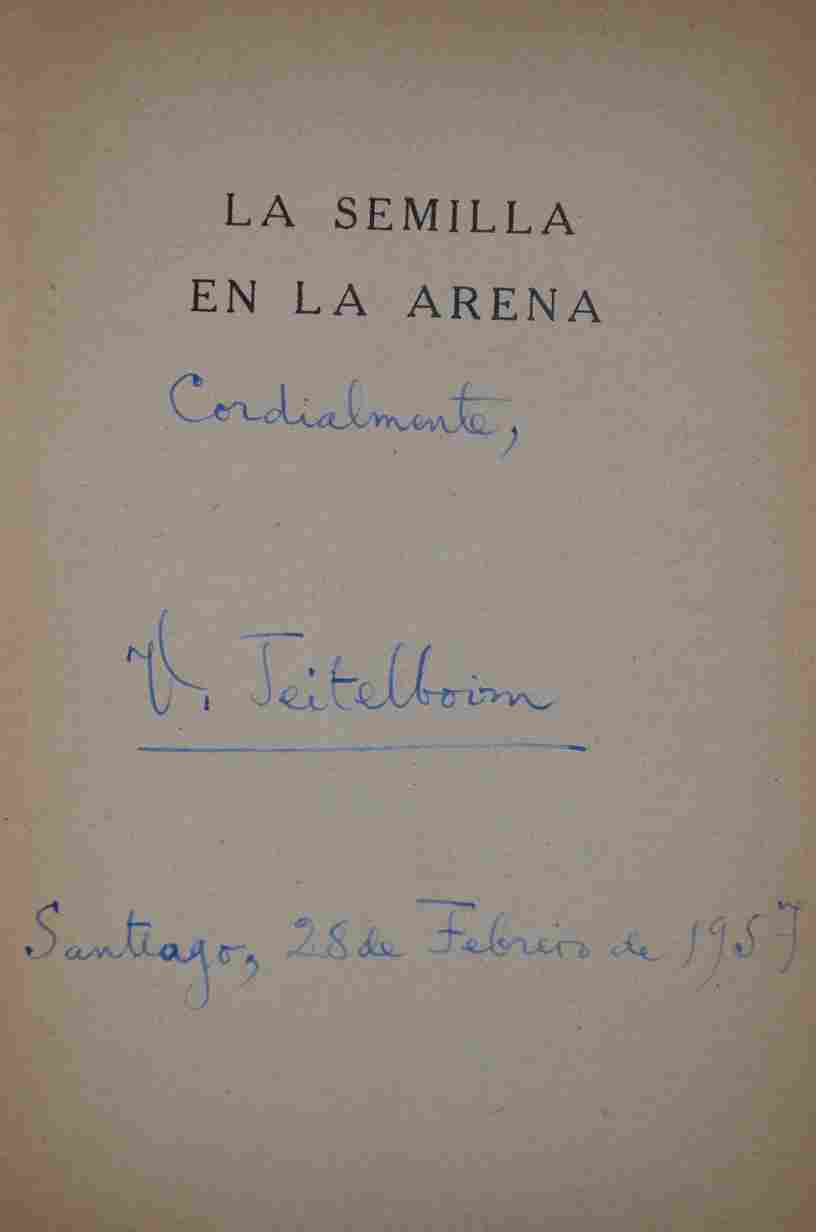 LA SEMILLA
EN LA ARENA
Cordialmente,
V. Teitelboim
Santiago, 28 de Febrero de 1957